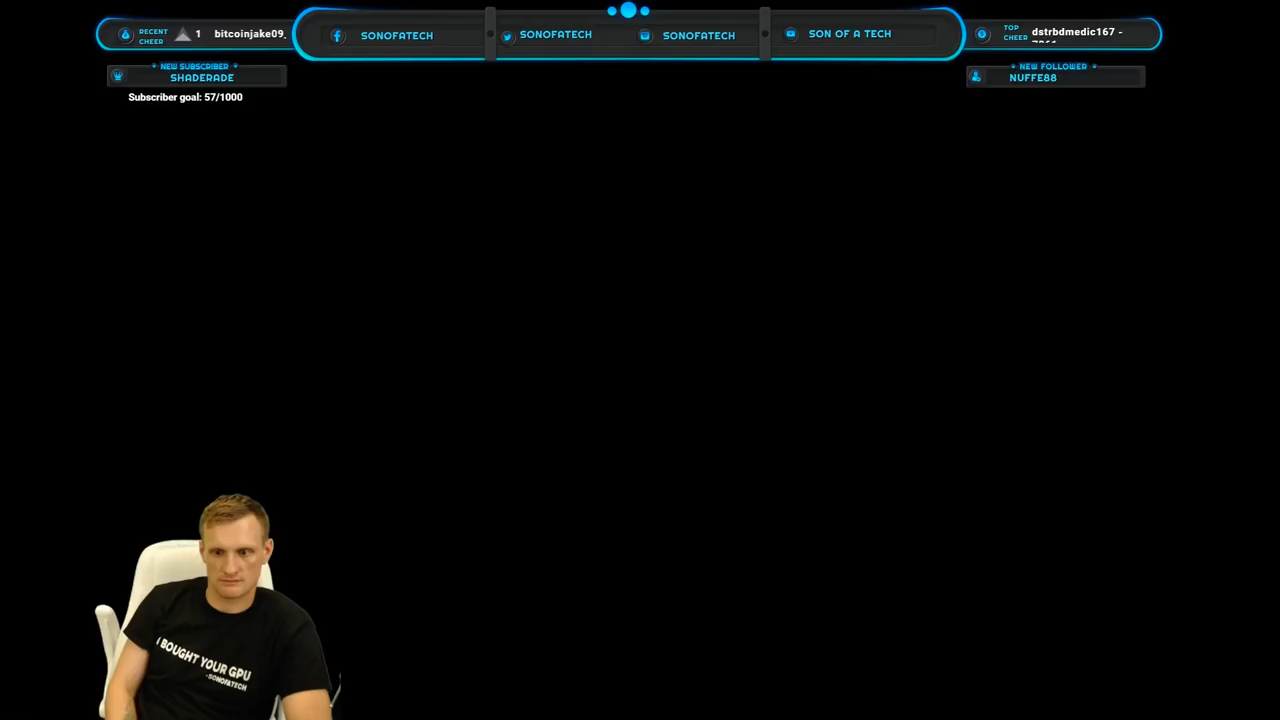 RECENT
CHEER
1
bitcoinjake09_
SONOFATECH
SONOFATECH
SONOFATECH
SON OF A TECH
TOP
CHEER
dstrbdmedic167 -
NEW SUBSCRIBER
SHADERADE
Subscriber goal: 57/1000
NEW FOLLOWER
NUFFE88
I BOUGHT YOUR GPU
-SONOFATECH